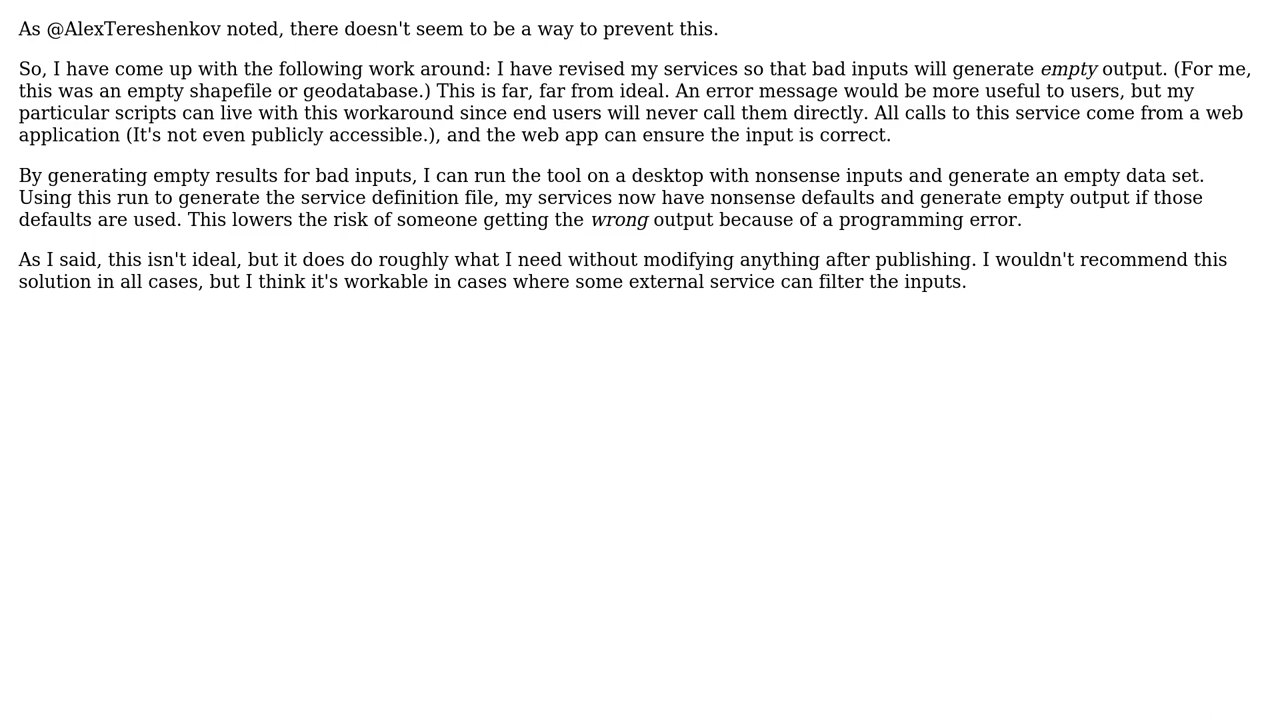 As @AlexTereshenkov noted, there doesn't seem to be a way to prevent this.
So, I have come up with the following work around: I have revised my services so that bad inputs will generate empty output. (For me,
this was an empty shapefile or geodatabase.) This is far, far from ideal. An error message would be more useful to users, but my
particular scripts can live with this workaround since end users will never call them directly. All calls to this service come from a web
application (It's not even publicly accessible.), and the web app can ensure the input is correct.
By generating empty results for bad inputs, I can run the tool on a desktop with nonsense inputs and generate an empty data set.
Using this run to generate the service definition file, my services now have nonsense defaults and generate empty output if those
defaults are used. This lowers the risk of someone getting the wrong output because of a programming error.
As I said, this isn't ideal, but it does do roughly what I need without modifying anything after publishing. I wouldn't recommend this
solution in all cases, but I think it's workable in cases where some external service can filter the inputs.